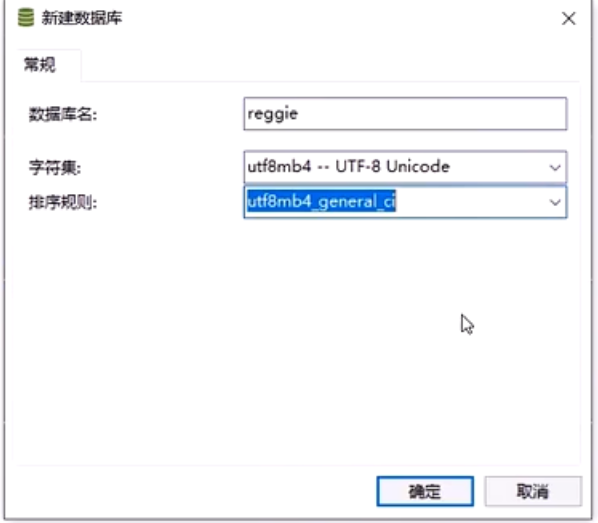 新建数据库
常规
数据库名: reggie
字符集: utf8mb4 -- UTF-8 Unicode
排序规则: utf8mb4_general_ci
确定 取消